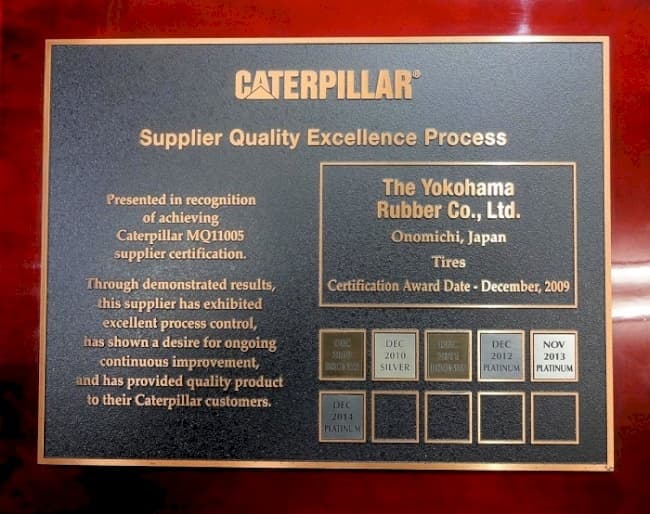 CATERPILLAR®
Supplier Quality Excellence Process
Presented in recognition
of achieving
Caterpillar MQ11005
supplier certification.
Through demonstrated results,
this supplier has exhibited
excellent process control,
has shown a desire for ongoing
continuous improvement,
and has provided quality product
to their Caterpillar customers.
The Yokohama
Rubber Co., Ltd.
Onomichi, Japan
Tires
Certification Award Date - December, 2009
DEC
2010
SILVER
DEC
2012
PLATINUM
NOV
2013
PLATINUM
DEC
2014
PLATINUM